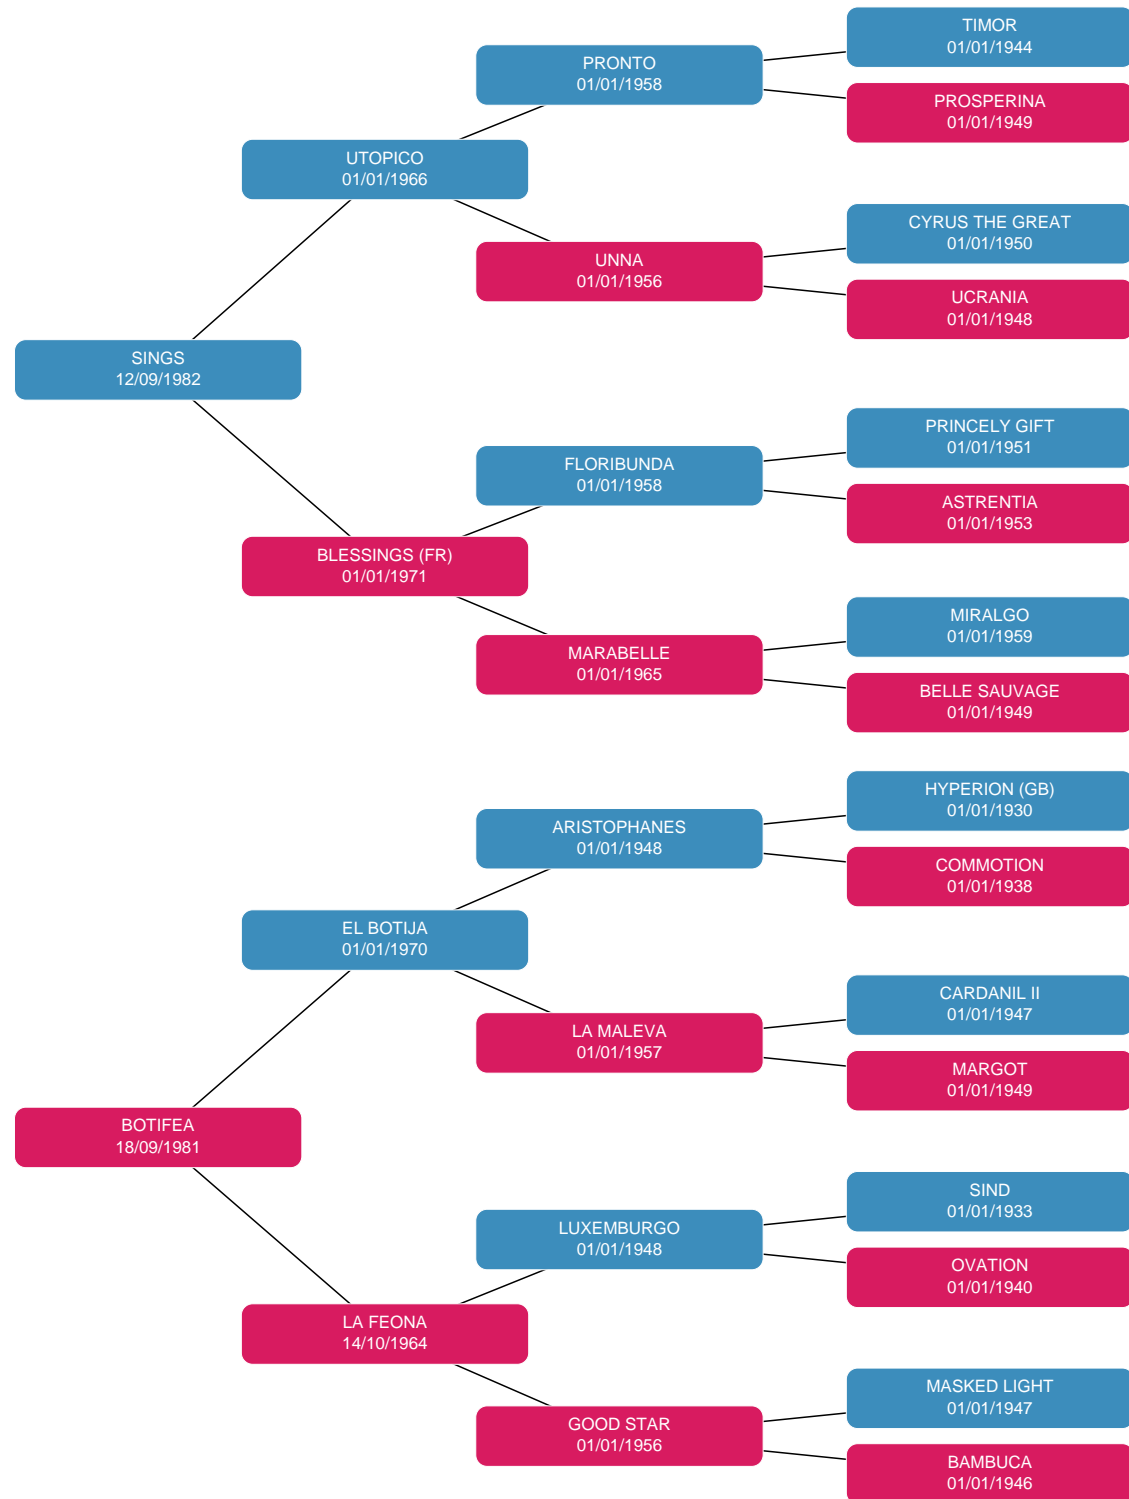 TIMOR
01/01/1944
PRONTO
01/01/1958
PROSPERINA
01/01/1949
UTOPICO
01/01/1966
CYRUS THE GREAT
01/01/1950
UNNA
01/01/1956
UCRANIA
01/01/1948
SINGS
12/09/1982
PRINCELY GIFT
01/01/1951
FLORIBUNDA
01/01/1958
ASTRENTIA
01/01/1953
BLESSINGS (FR)
01/01/1971
MIRALGO
01/01/1959
MARABELLE
01/01/1965
BELLE SAUVAGE
01/01/1949
HYPERION (GB)
01/01/1930
ARISTOPHANES
01/01/1948
COMMOTION
01/01/1938
EL BOTIJA
01/01/1970
CARDANIL II
01/01/1947
LA MALEVA
01/01/1957
MARGOT
01/01/1949
BOTIFEA
18/09/1981
SIND
01/01/1933
LUXEMBURGO
01/01/1948
OVATION
01/01/1940
LA FEONA
14/10/1964
MASKED LIGHT
01/01/1947
GOOD STAR
01/01/1956
BAMBUCA
01/01/1946